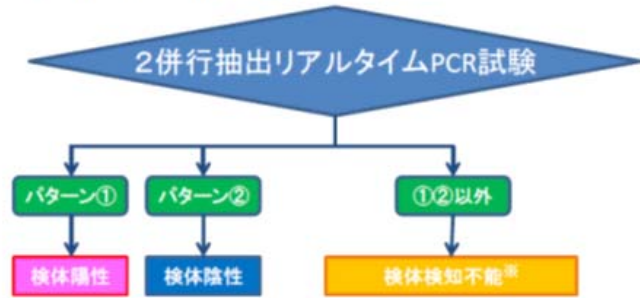 ２併行抽出リアルタイムPCR試験
パターン①
パターン②
①②以外
検体陽性
検体陰性
検体検知不能※